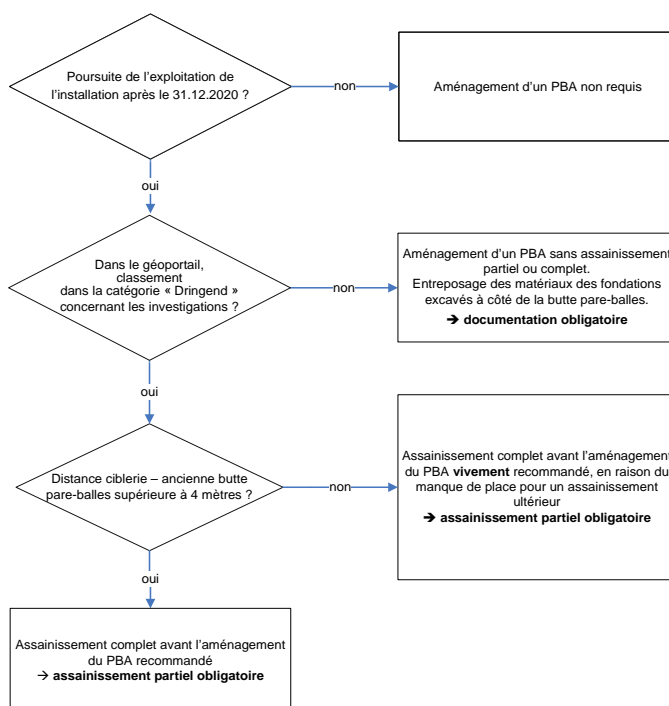 Poursuite de l'exploitation de
l'installation après le 31.12.2020 ?
non
Aménagement d'un PBA non requis
oui
Dans le géoportail,
classement
dans la catégorie « Dringend »
concernant les investigations ?
non
Aménagement d'un PBA sans assainissement
partiel ou complet.
Entreposage des matériaux des fondations
excavés à côté de la butte pare-balles.
➔ documentation obligatoire
oui
Distance ciblerie – ancienne butte
pare-balles supérieure à 4 mètres ?
non
Assainissement complet avant l'aménagement
du PBA vivement recommandé, en raison du
manque de place pour un assainissement
ultérieur
➔ assainissement partiel obligatoire
oui
Assainissement complet avant l'aménagement
du PBA recommandé
→ assainissement partiel obligatoire